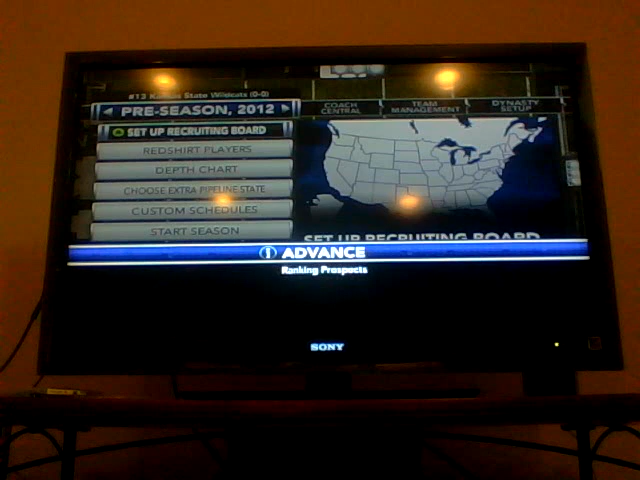 #13 Kansas State Wildcats (0-0)
PRE-SEASON, 2012
COACH CENTRAL
TEAM MANAGEMENT
DYNASTY SETUP
SET UP RECRUITING BOARD
REDSHIRT PLAYERS
DEPTH CHART
CHOOSE EXTRA PIPELINE STATE
CUSTOM SCHEDULES
START SEASON
SET UP RECRUITING BOARD
ADVANCE
Ranking Prospects
SONY